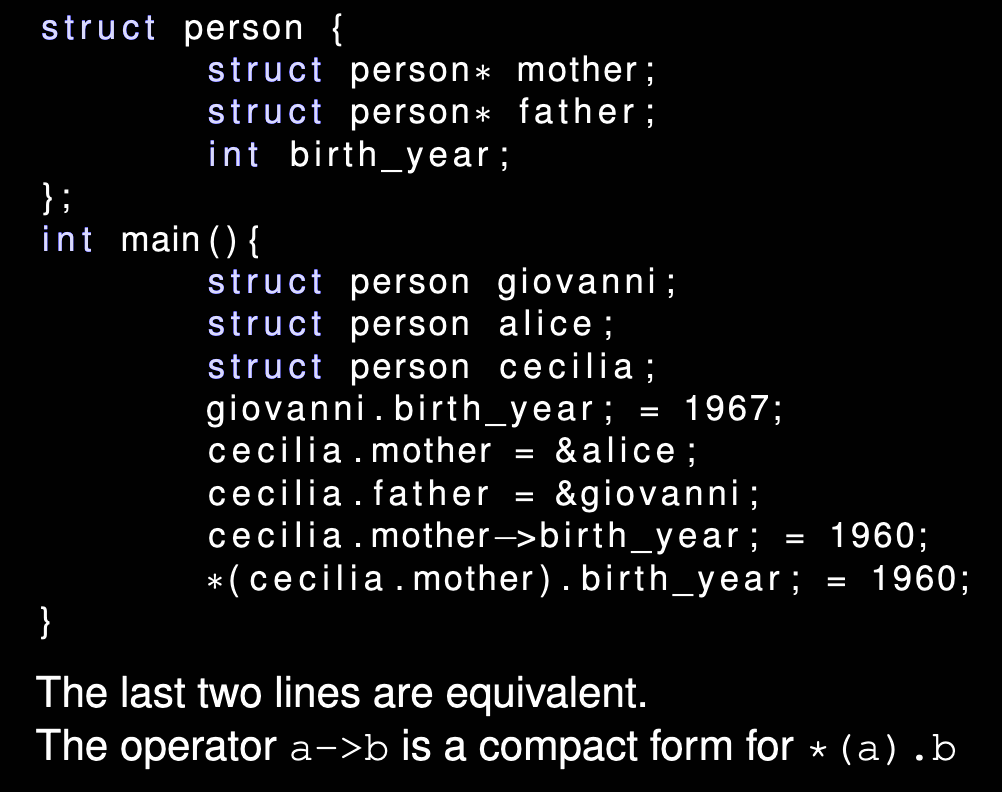 struct person {
struct person* mother;
struct person* father;
int birth_year;
};
int main(){
struct person giovanni;
struct person alice;
struct person cecilia;
giovanni.birth_year; = 1967;
cecilia.mother = &alice;
cecilia.father = &giovanni;
cecilia.mother->birth_year; = 1960;
*(cecilia.mother).birth_year; = 1960;
}
The last two lines are equivalent.
The operator a->b is a compact form for *(a).b